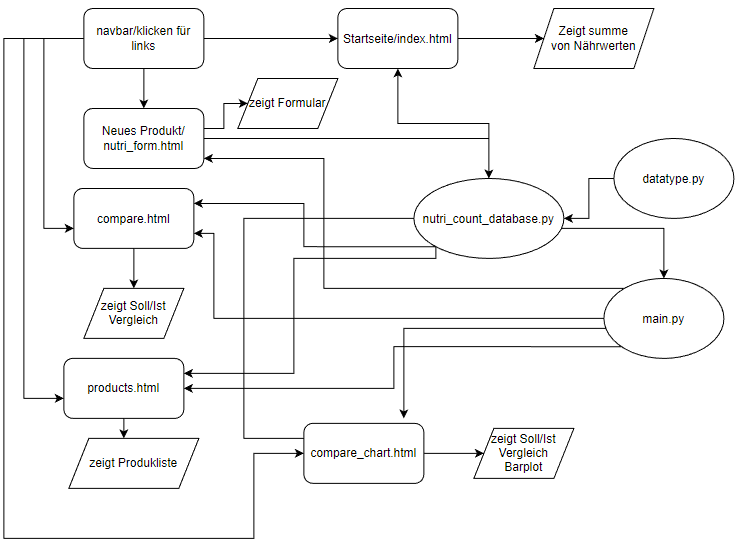 navbar/klicken für
links
Startseite/index.html
Zeigt summe
von Nährwerten
zeigt Formular
Neues Produkt/
nutri_form.html
datatype.py
compare.html
nutri_count_database.py
zeigt Soll/Ist
Vergleich
main.py
products.html
zeigt Produkliste
compare_chart.html
zeigt Soll/Ist
Vergleich
Barplot